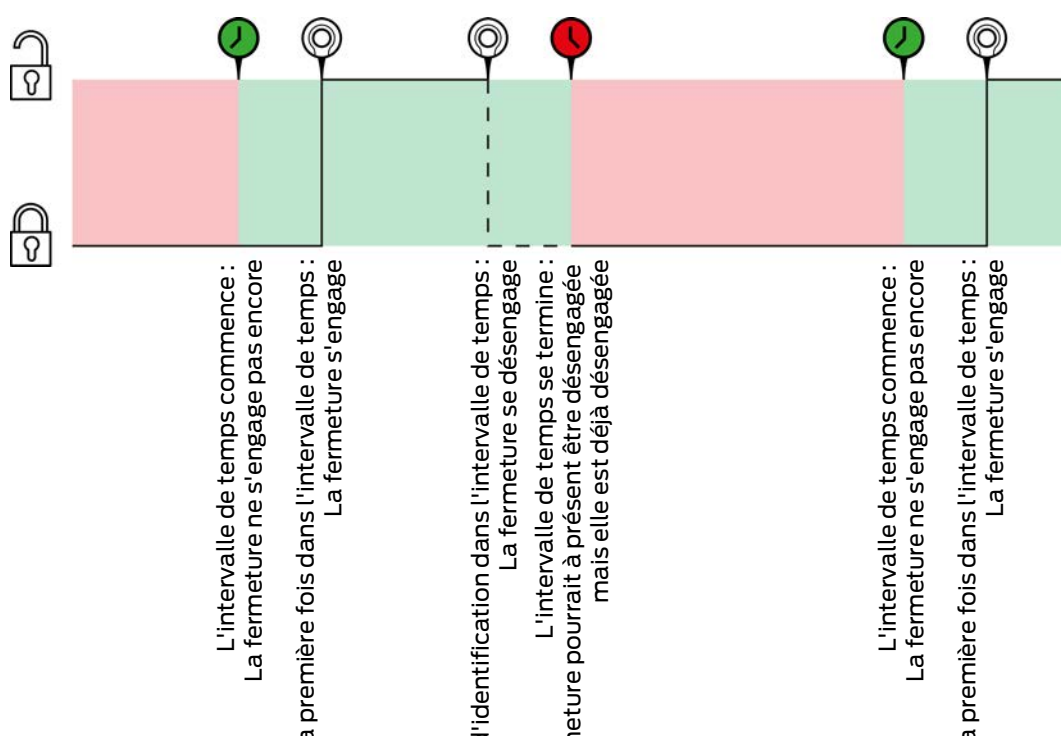 L'intervalle de temps commence :
La fermeture ne s'engage pas encore
première fois dans l'intervalle de temps :
La fermeture s'engage
d'identification dans l'intervalle de temps :
La fermeture se désengage
L'intervalle de temps se termine :
pourrait à présent être désengagée
mais elle est déjà désengagée
L'intervalle de temps commence :
La fermeture ne s'engage pas encore
première fois dans l'intervalle de temps :
La fermeture s'engage